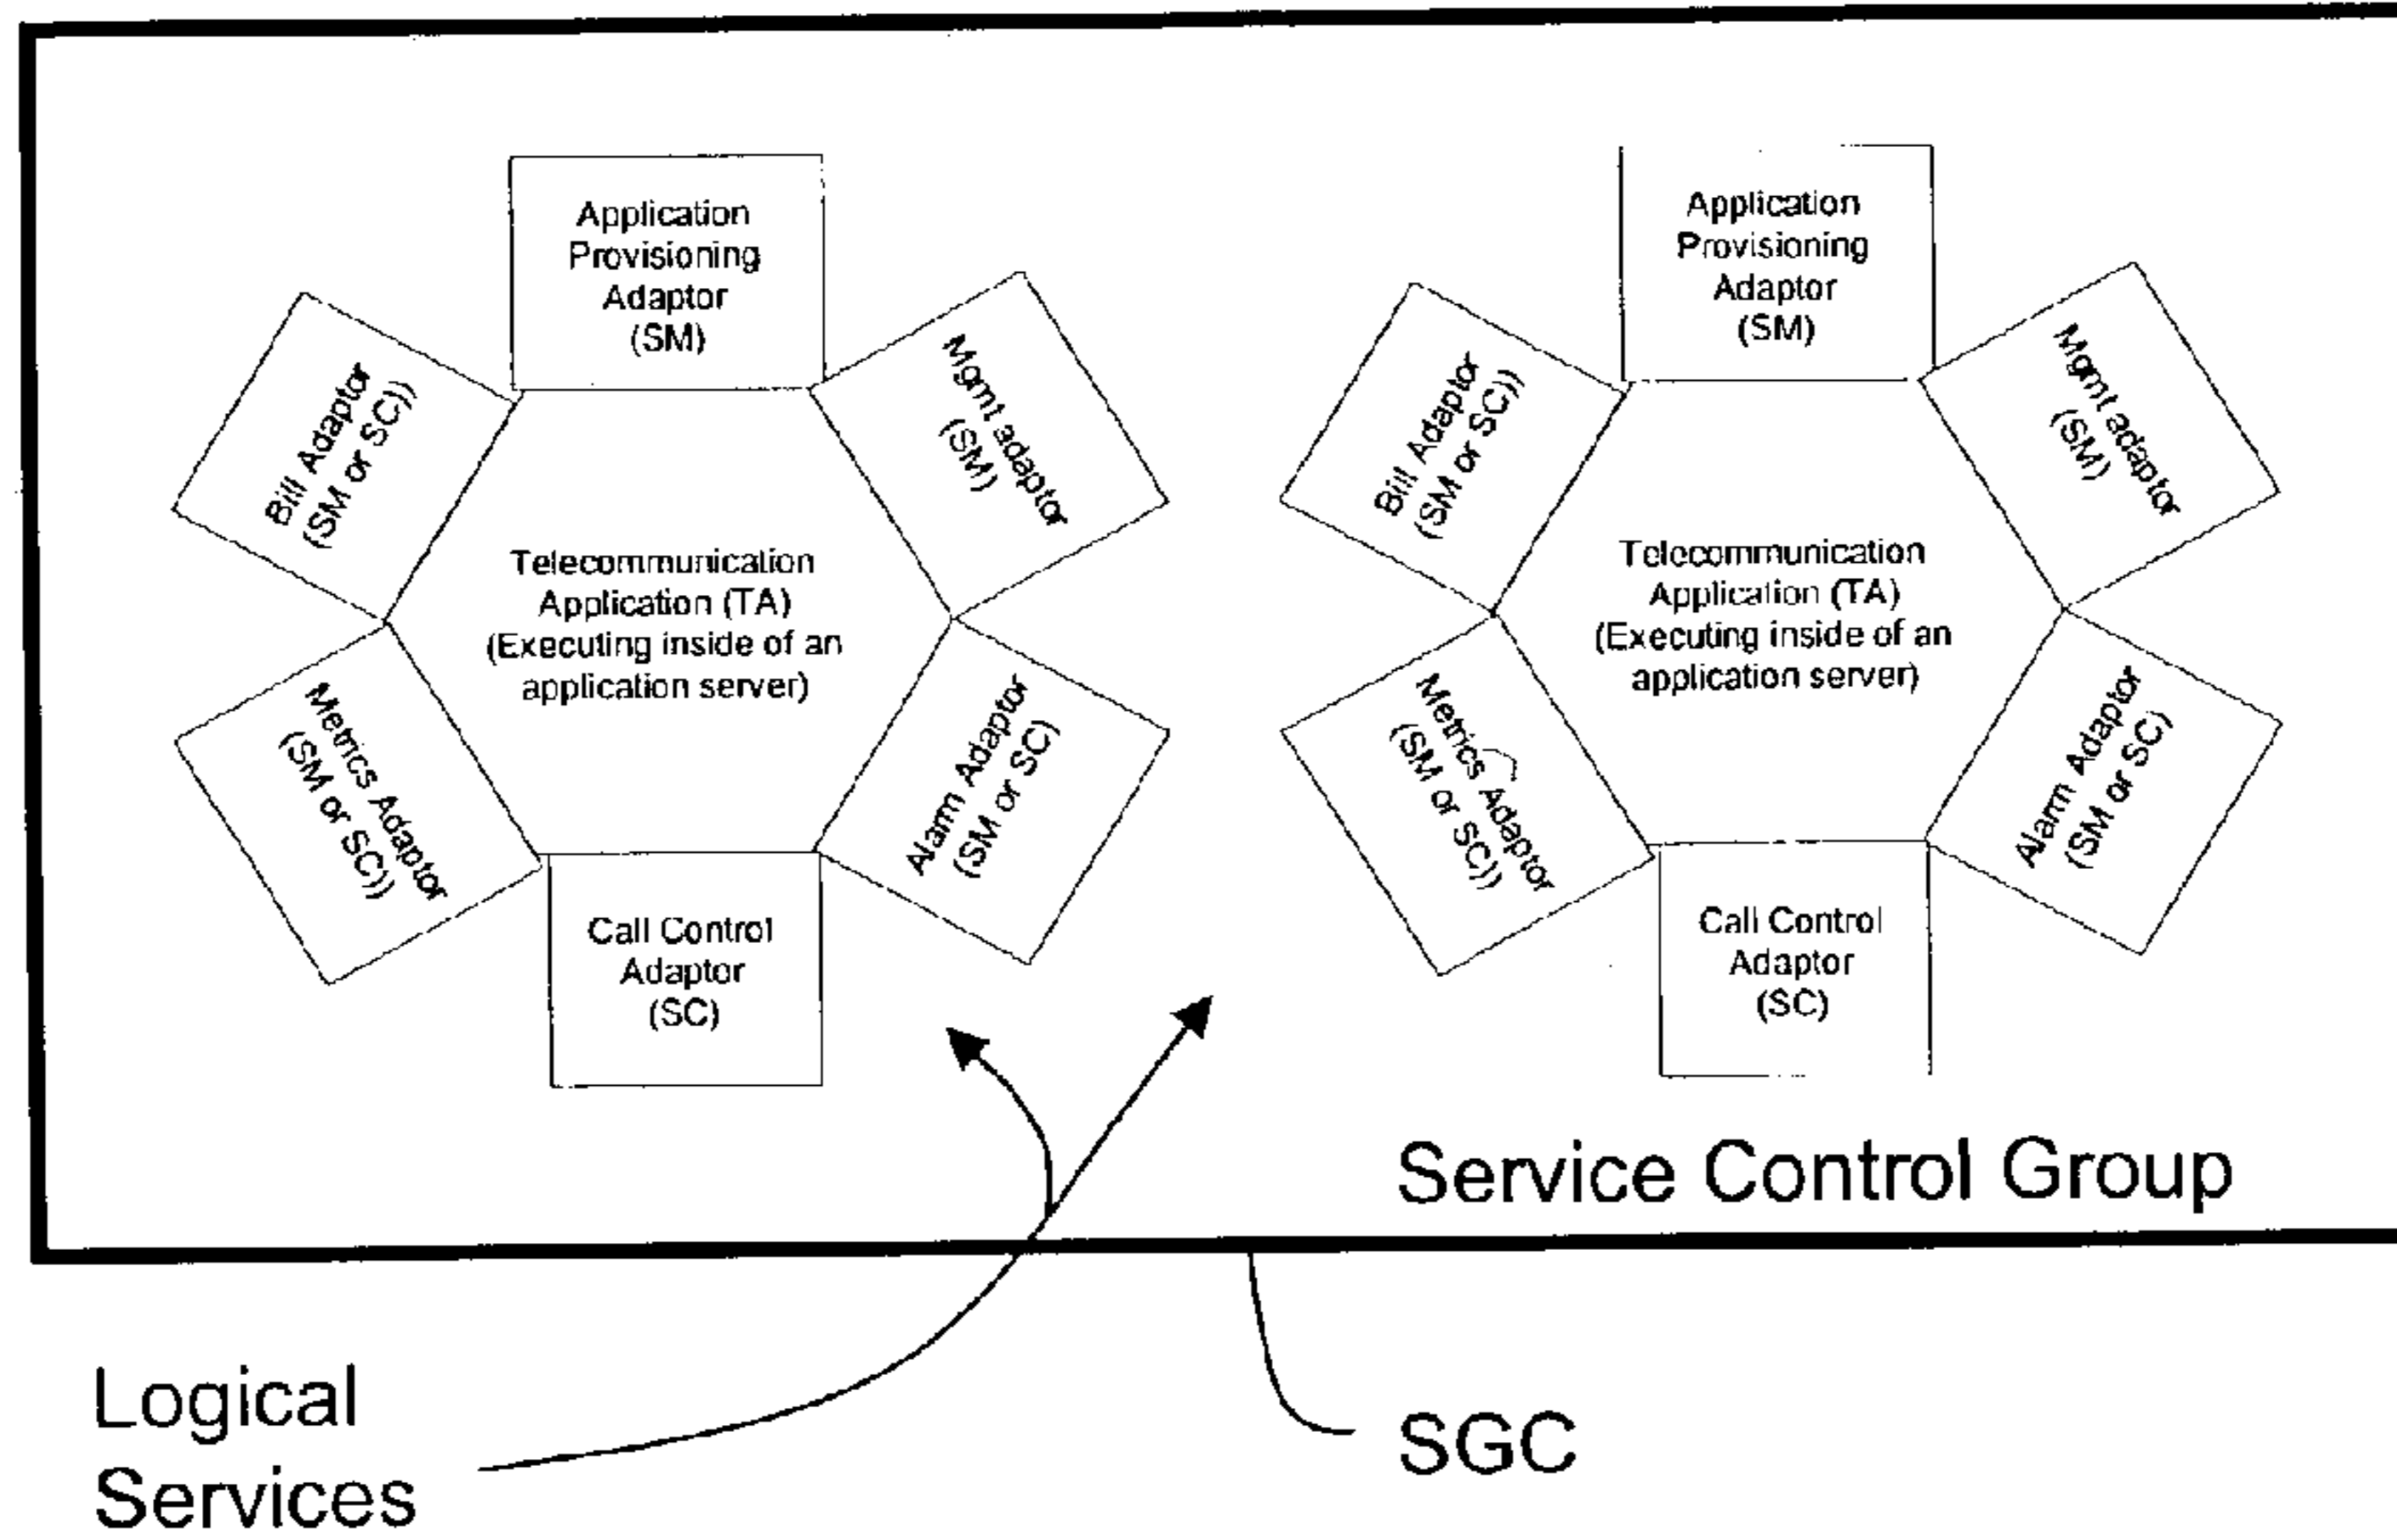 Application
Provisioning
Adaptor
(SM)
Bill Adaptor
(SM or SC))
Mgmt adaptor
(SM)
Telecommunication
Application (TA)
(Executing inside of an
application server)
Metrics Adaptor
(SM or SC))
Alarm Adaptor
(SM or SC)
Call Control
Adaptor
(SC)
Application
Provisioning
Adaptor
(SM)
Bill Adaptor
(SM or SC))
Mgmt adaptor
(SM)
Telecommunication
Application (TA)
(Executing inside of an
application server)
Metrics Adaptor
(SM or SC))
Alarm Adaptor
(SM or SC)
Call Control
Adaptor
(SC)
Service Control Group
Logical
Services
SGC